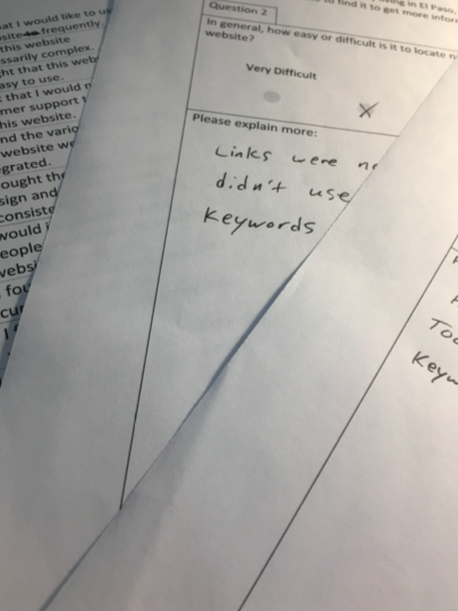 at I would like to us
frequently
this website
ssarily complex.
ht that this web
asy to use.
that I would n
mer support
his website.
nd the vario
website we
grated.
ought the
sign and
consiste
would
eople
websi
fou
cur
I
ing in El Paso,
to find it to get more infor
Question 2
In general, how easy or difficult is it to locate
website?
Very Difficult
Please explain more:
Links were
didn't use
Keywords
Too
Keyw